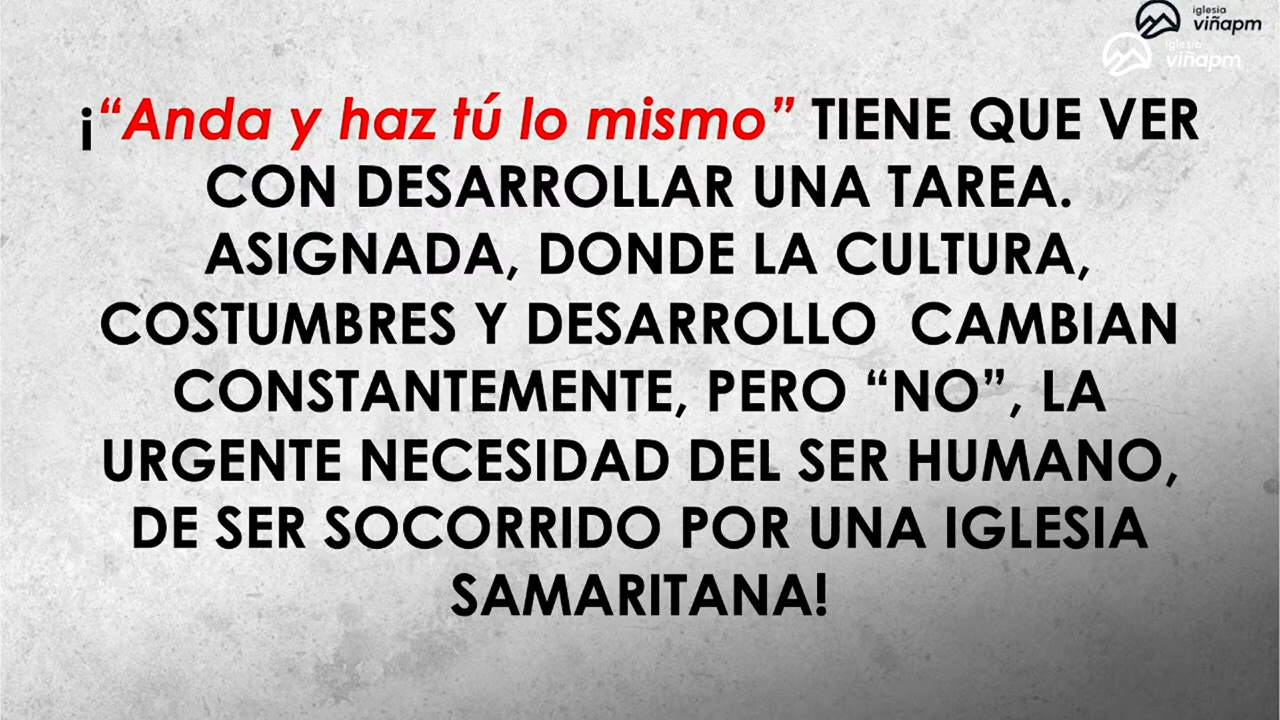 iglesia
viñapm
iglesia
viñapm
¡“Anda y haz tú lo mismo” TIENE QUE VER
CON DESARROLLAR UNA TAREA.
ASIGNADA, DONDE LA CULTURA,
COSTUMBRES Y DESARROLLO  CAMBIAN
CONSTANTEMENTE, PERO “NO”, LA
URGENTE NECESIDAD DEL SER HUMANO,
DE SER SOCORRIDO POR UNA IGLESIA
SAMARITANA!